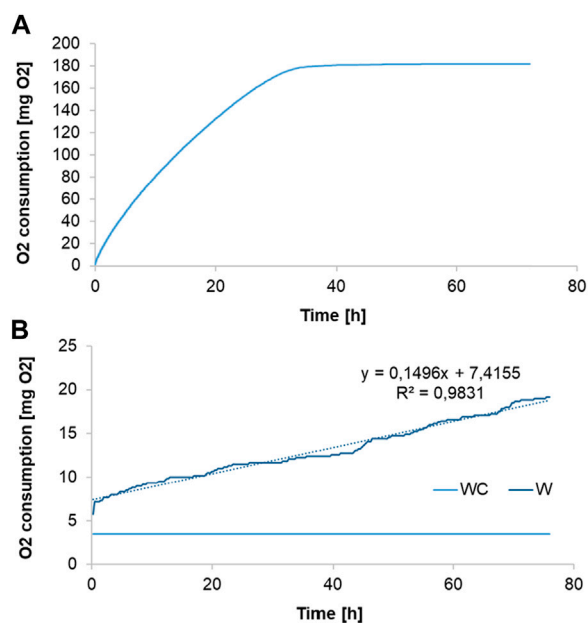 A
O2 consumption [mg O2]
200
180
160
140
120
100
80
60
40
20
0
0 20 40 60 80
Time [h]
B
O2 consumption [mg O2]
25
20
15
10
5
0
y = 0,1496x + 7,4155
R² = 0,9831
WC W
0 20 40 60 80
Time [h]